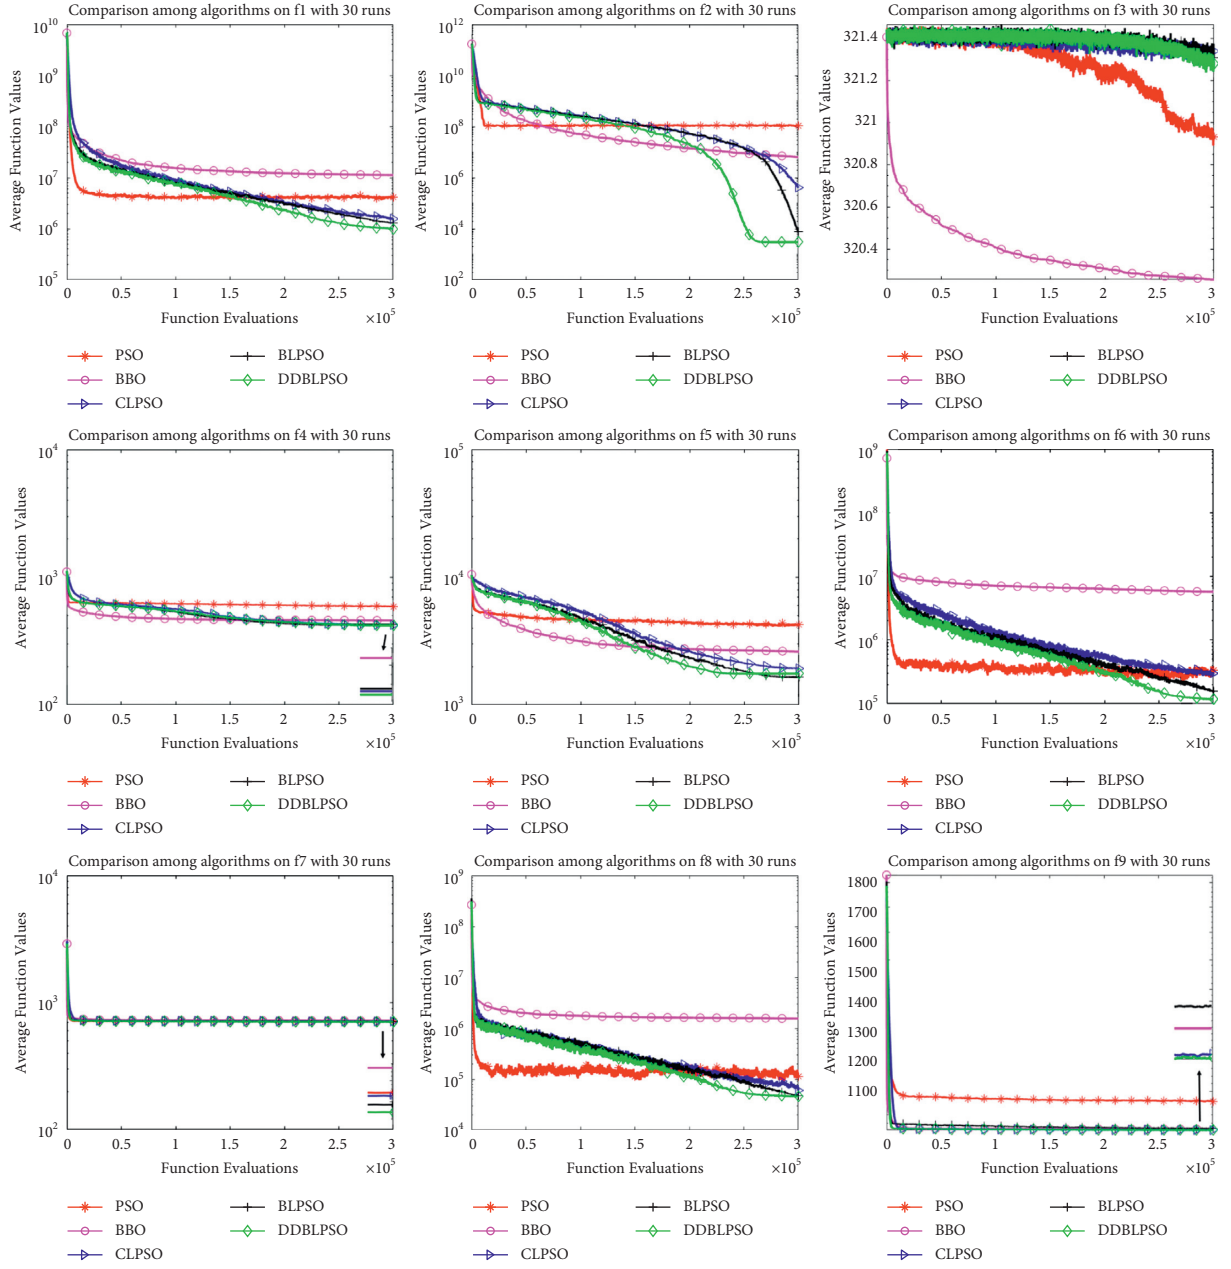 Comparison among algorithms on f1 with 30 runs
Average Function Values
10^10
10^9
10^8
10^7
10^6
10^5
0 0.5 1 1.5 2 2.5 3
Function Evaluations ×10^5
PSO
BBO
CLPSO
BLPSO
DDBLPSO
Comparison among algorithms on f2 with 30 runs
Average Function Values
10^12
10^10
10^8
10^6
10^4
10^2
0 0.5 1 1.5 2 2.5 3
Function Evaluations ×10^5
PSO
BBO
CLPSO
BLPSO
DDBLPSO
Comparison among algorithms on f3 with 30 runs
Average Function Values
321.4
321.2
321
320.8
320.6
320.4
0 0.5 1 1.5 2 2.5 3
Function Evaluations ×10^5
PSO
BBO
CLPSO
BLPSO
DDBLPSO
Comparison among algorithms on f4 with 30 runs
Average Function Values
10^4
10^3
10^2
0 0.5 1 1.5 2 2.5 3
Function Evaluations ×10^5
PSO
BBO
CLPSO
BLPSO
DDBLPSO
Comparison among algorithms on f5 with 30 runs
Average Function Values
10^5
10^4
10^3
0 0.5 1 1.5 2 2.5 3
Function Evaluations ×10^5
PSO
BBO
CLPSO
BLPSO
DDBLPSO
Comparison among algorithms on f6 with 30 runs
Average Function Values
10^9
10^8
10^7
10^6
10^5
0 0.5 1 1.5 2 2.5 3
Function Evaluations ×10^5
PSO
BBO
CLPSO
BLPSO
DDBLPSO
Comparison among algorithms on f7 with 30 runs
Average Function Values
10^4
10^3
10^2
0 0.5 1 1.5 2 2.5 3
Function Evaluations ×10^5
PSO
BBO
CLPSO
BLPSO
DDBLPSO
Comparison among algorithms on f8 with 30 runs
Average Function Values
10^9
10^8
10^7
10^6
10^5
10^4
0 0.5 1 1.5 2 2.5 3
Function Evaluations ×10^5
PSO
BBO
CLPSO
BLPSO
DDBLPSO
Comparison among algorithms on f9 with 30 runs
Average Function Values
1800
1700
1600
1500
1400
1300
1200
1100
0 0.5 1 1.5 2 2.5 3
Function Evaluations ×10^5
PSO
BBO
CLPSO
BLPSO
DDBLPSO